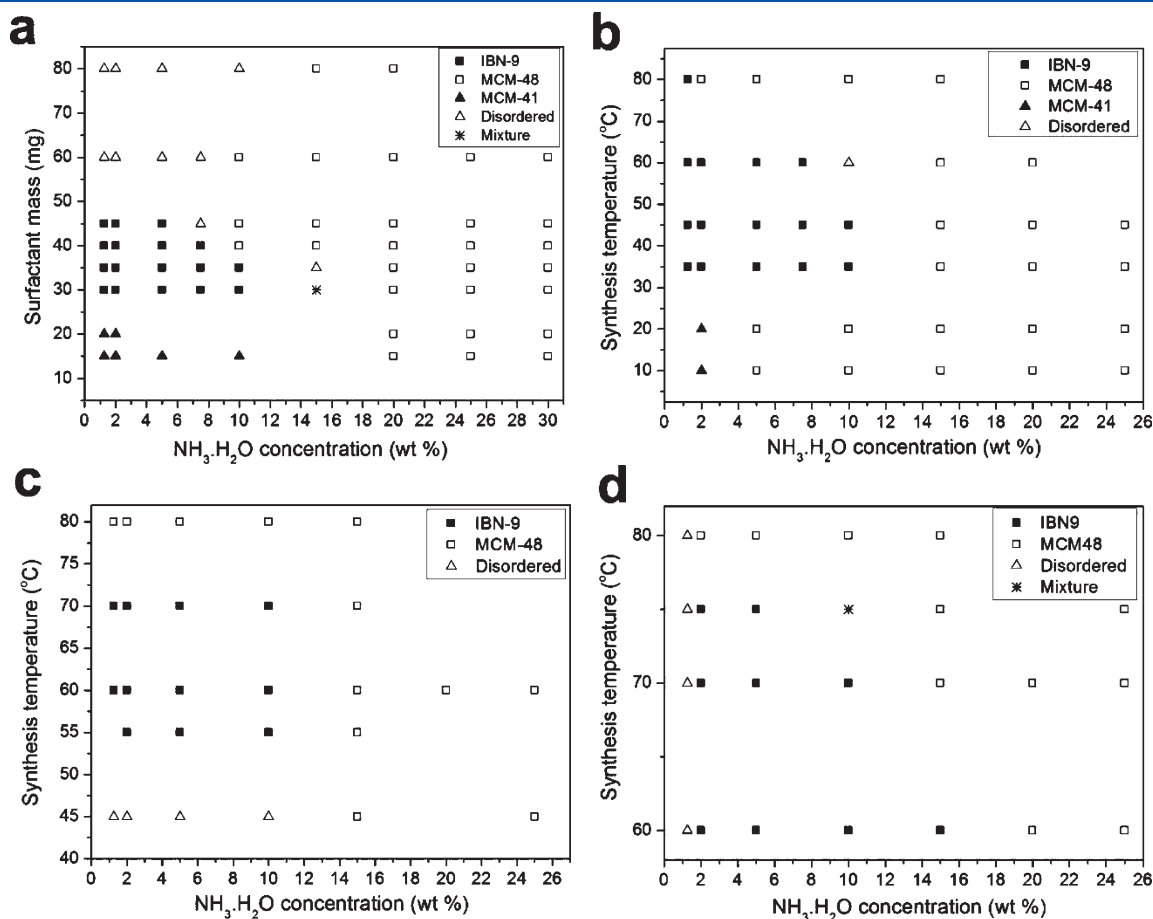 a
80
70
60
50
40
30
20
10
Surfactant mass (mg)
IBN-9
MCM-48
MCM-41
Disordered
Mixture
0 2 4 6 8 10 12 14 16 18 20 22 24 26 28 30
NH₃.H₂O concentration (wt %)
b
80
70
60
50
40
30
20
10
Synthesis temperature (°C)
IBN-9
MCM-48
MCM-41
Disordered
0 2 4 6 8 10 12 14 16 18 20 22 24 26
NH₃.H₂O concentration (wt %)
c
80
75
70
65
60
55
50
45
40
Synthesis temperature (°C)
IBN-9
MCM-48
Disordered
0 2 4 6 8 10 12 14 16 18 20 22 24 26
NH₃.H₂O concentration (wt %)
d
80
70
60
Synthesis temperature (°C)
IBN9
MCM48
Disordered
Mixture
0 2 4 6 8 10 12 14 16 18 20 22 24 26
NH₃.H₂O concentration (wt %)